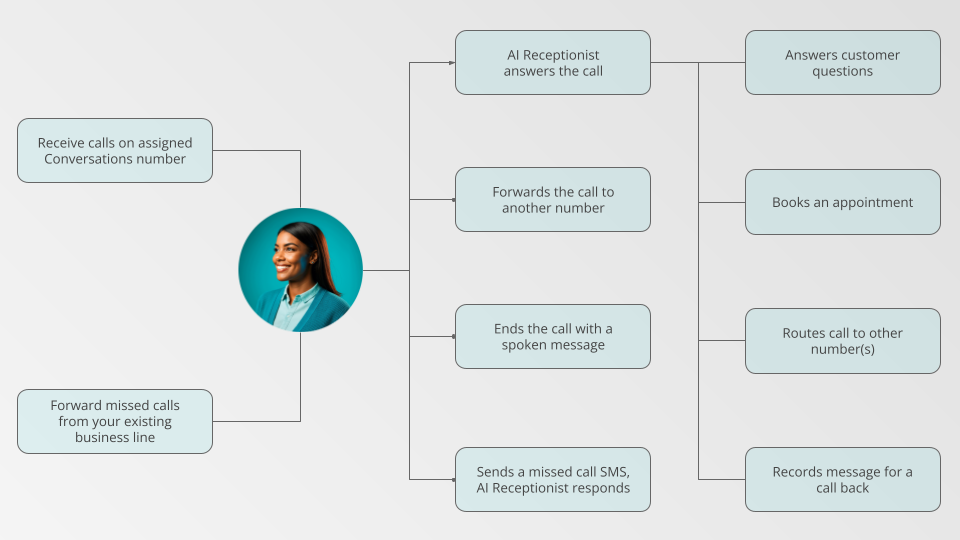 Receive calls on assigned
Conversations number
Forward missed calls
from your existing
business line
AI Receptionist
answers the call
Forwards the call to
another number
Ends the call with a
spoken message
Sends a missed call SMS,
AI Receptionist responds
Answers customer
questions
Books an appointment
Routes call to other
number(s)
Records message for a
call back